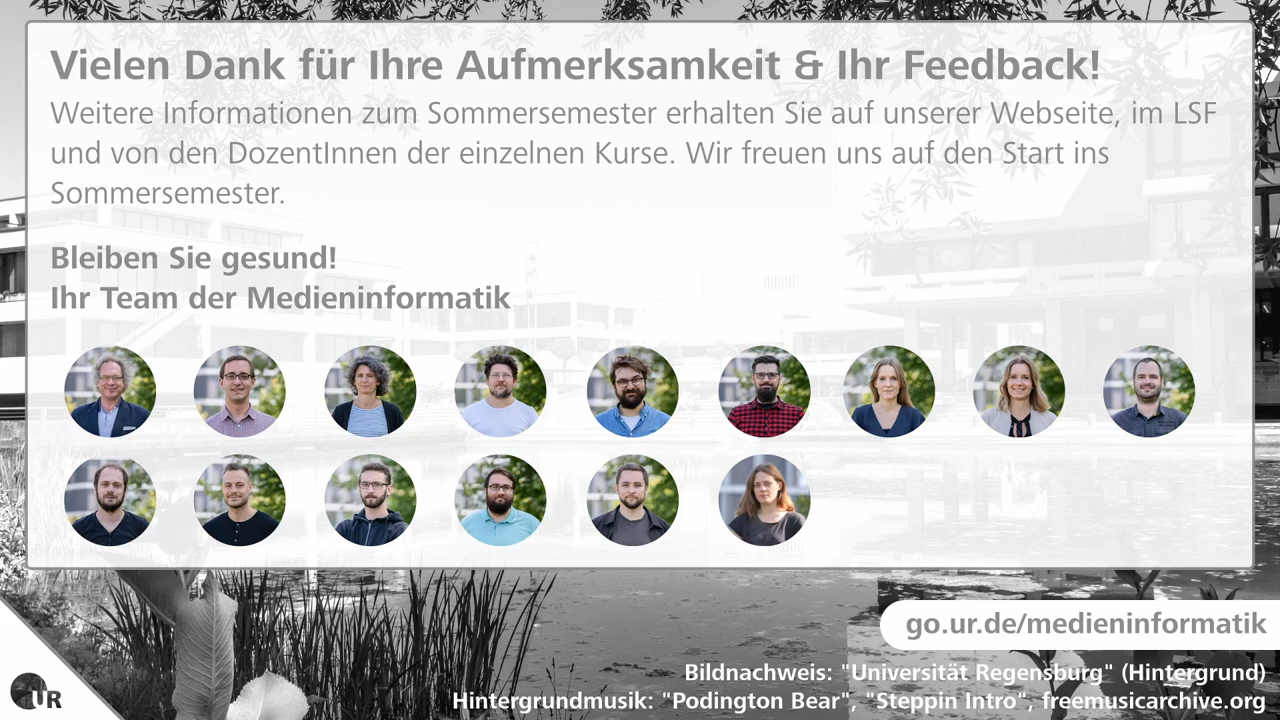 Vielen Dank für Ihre Aufmerksamkeit & Ihr Feedback!
Weitere Informationen zum Sommersemester erhalten Sie auf unserer Webseite, im LSF
und von den DozentInnen der einzelnen Kurse. Wir freuen uns auf den Start ins
Sommersemester.
Bleiben Sie gesund!
Ihr Team der Medieninformatik
go.ur.de/medieninformatik
Bildnachweis: "Universität Regensburg" (Hintergrund)
Hintergrundmusik: "Podington Bear", "Steppin Intro", freemusicarchive.org
UR